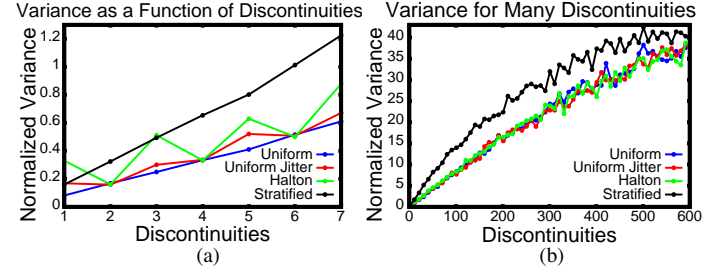 Variance as a Function of Discontinuities
Normalized Variance
1.2
1
0.8
0.6
0.4
0.2
0
Uniform
Uniform Jitter
Halton
Stratified
1 2 3 4 5 6 7
Discontinuities
(a)
Variance for Many Discontinuities
Normalized Variance
40
35
30
25
20
15
10
5
0
Uniform
Uniform Jitter
Halton
Stratified
0 100 200 300 400 500 600
Discontinuities
(b)